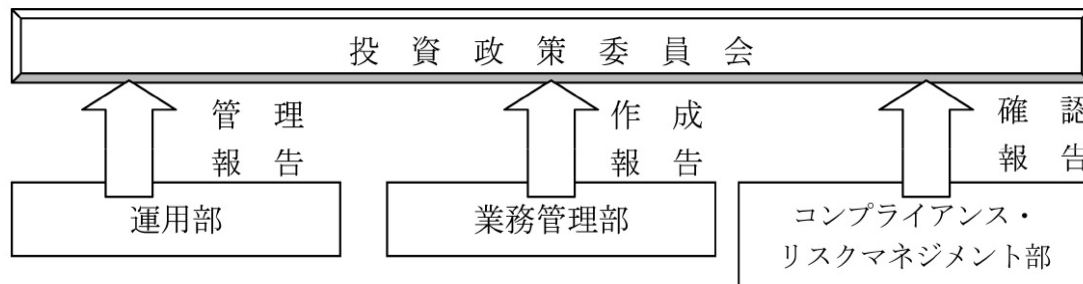 投資政策委員会
管理
報告
作成
報告
確認
報告
運用部
業務管理部
コンプライアンス・
リスクマネジメント部